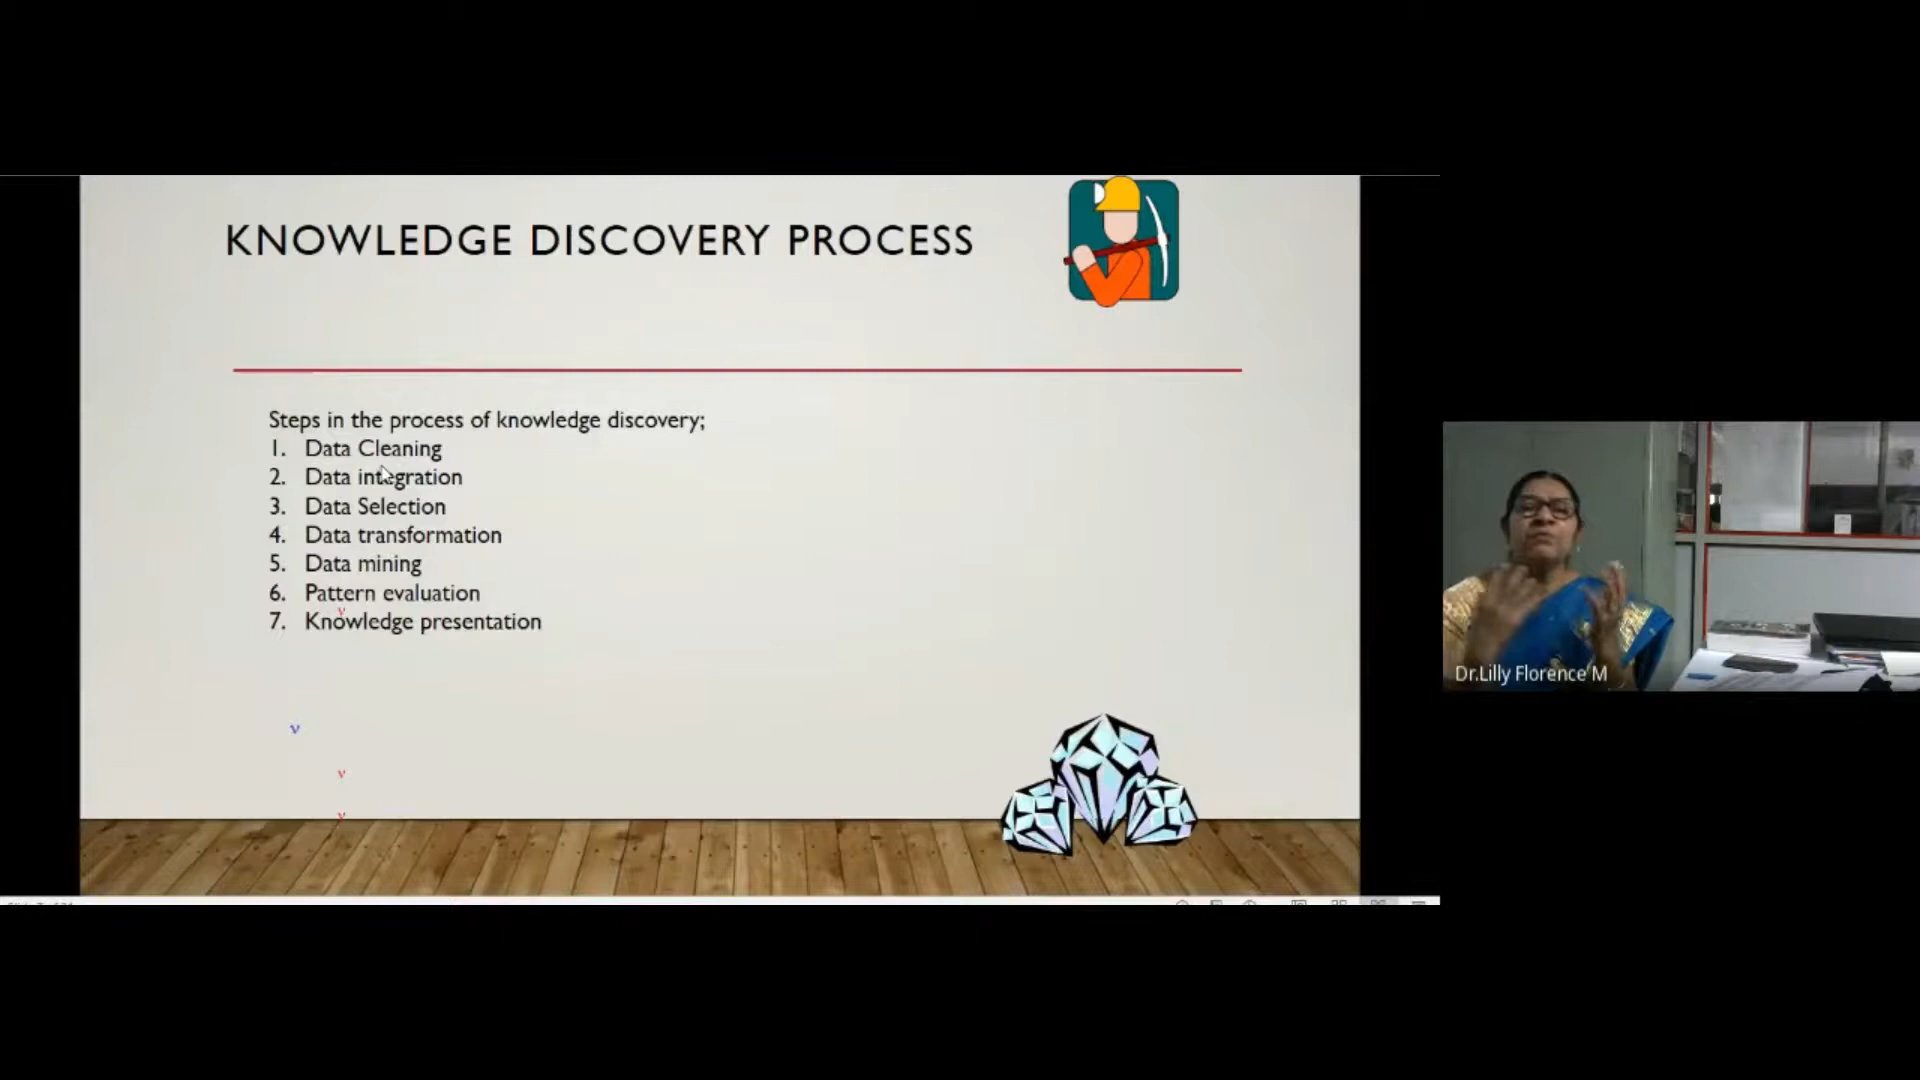 KNOWLEDGE DISCOVERY PROCESS
Steps in the process of knowledge discovery;
1. Data Cleaning
2. Data integration
3. Data Selection
4. Data transformation
5. Data mining
6. Pattern evaluation
v
7. Knowledge presentation
v
v
v
Dr.Lilly Florence M